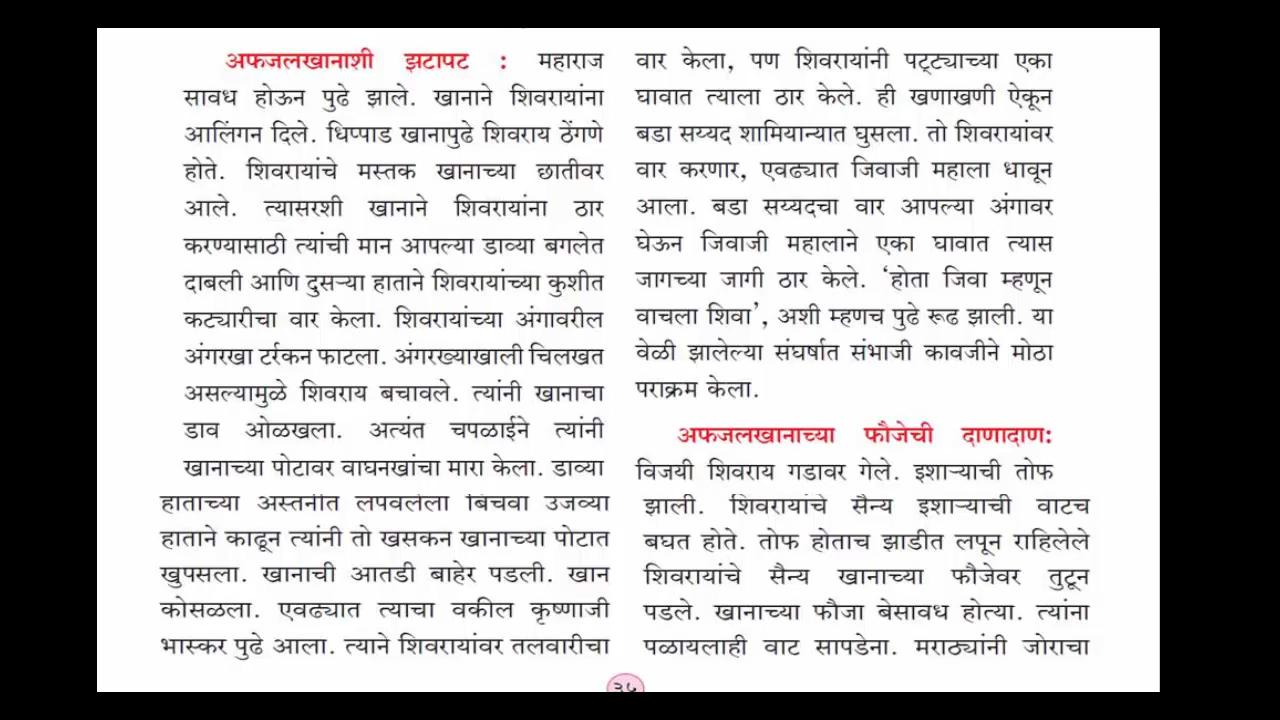 अफजलखानाशी झटापट : महाराज
सावध होऊन पुढे झाले. खानाने शिवरायांना
आलिंगन दिले. धिप्पाड खानापुढे शिवराय ठेंगणे
होते. शिवरायांचे मस्तक खानाच्या छातीवर
आले. त्यासरशी खानाने शिवरायांना ठार
करण्यासाठी त्यांची मान आपल्या डाव्या बगलेत
दाबली आणि दुसऱ्या हाताने शिवरायांच्या कुशीत
कट्यारीचा वार केला. शिवरायांच्या अंगावरील
अंगरखा टर्रकन फाटला. अंगरख्याखाली चिलखत
असल्यामुळे शिवराय बचावले. त्यांनी खानाचा
डाव ओळखला. अत्यंत चपळाईने त्यांनी
खानाच्या पोटावर वाघनखांचा मारा केला. डाव्या
हाताच्या अस्तनीत लपवलेला बिचवा उजव्या
हाताने काढून त्यांनी तो खसकन खानाच्या पोटात
खुपसला. खानाची आतडी बाहेर पडली. खान
कोसळला. एवढ्यात त्याचा वकील कृष्णाजी
भास्कर पुढे आला. त्याने शिवरायांवर तलवारीचा
वार केला, पण शिवरायांनी पट्ट्याच्या एका
घावात त्याला ठार केले. ही खणाखणी ऐकून
बडा सय्यद शामियान्यात घुसला. तो शिवरायांवर
वार करणार, एवढ्यात जिवाजी महाला धावून
आला. बडा सय्यदचा वार आपल्या अंगावर
घेऊन जिवाजी महालाने एका घावात त्यास
जागच्या जागी ठार केले. ‘होता जिवा म्हणून
वाचला शिवा’, अशी म्हणच पुढे रूढ झाली. या
वेळी झालेल्या संघर्षात संभाजी कावजीने मोठा
पराक्रम केला.
अफजलखानाच्या फौजेची दाणादाण:
विजयी शिवराय गडावर गेले. इशाऱ्याची तोफ
झाली. शिवरायांचे सैन्य इशाऱ्याची वाटच
बघत होते. तोफ होताच झाडीत लपून राहिलेले
शिवरायांचे सैन्य खानाच्या फौजेवर तुटून
पडले. खानाच्या फौजा बेसावध होत्या. त्यांना
पळायलाही वाट सापडेना. मराठ्यांनी जोराचा
३५